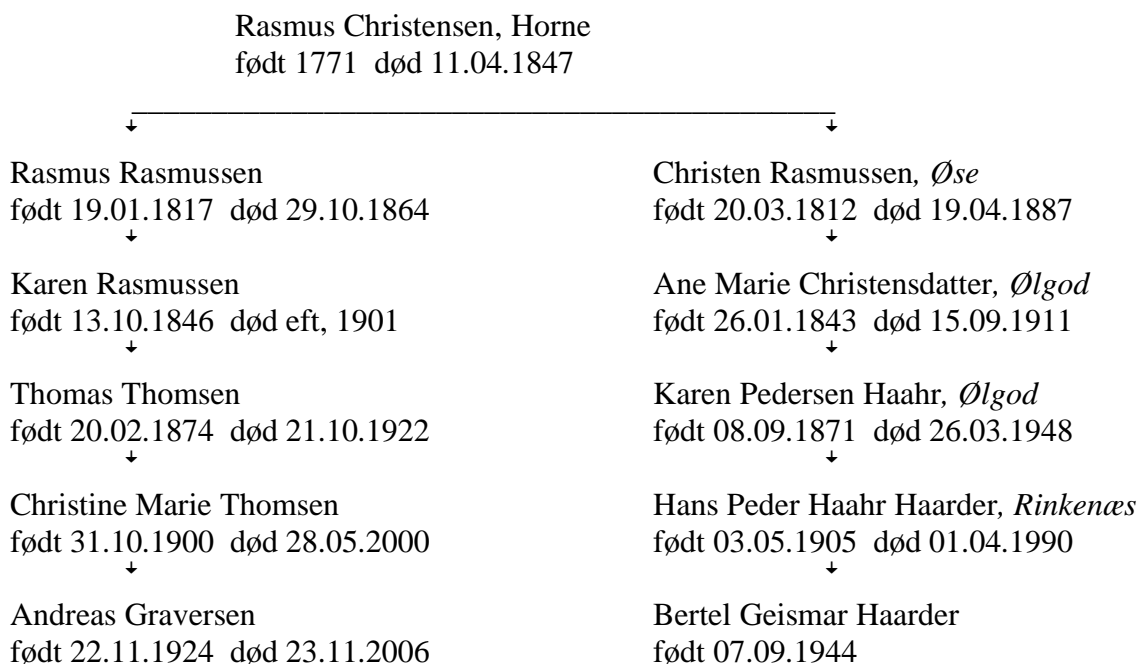 Rasmus Christensen, Horne
født 1771  død 11.04.1847
Rasmus Rasmussen
født 19.01.1817  død 29.10.1864
Karen Rasmussen
født 13.10.1846  død eft, 1901
Thomas Thomsen
født 20.02.1874  død 21.10.1922
Christine Marie Thomsen
født 31.10.1900  død 28.05.2000
Andreas Graversen
født 22.11.1924  død 23.11.2006
Christen Rasmussen, Øse
født 20.03.1812  død 19.04.1887
Ane Marie Christensdatter, Ølgod
født 26.01.1843  død 15.09.1911
Karen Pedersen Haahr, Ølgod
født 08.09.1871  død 26.03.1948
Hans Peder Haahr Haarder, Rinkenæs
født 03.05.1905  død 01.04.1990
Bertel Geismar Haarder
født 07.09.1944